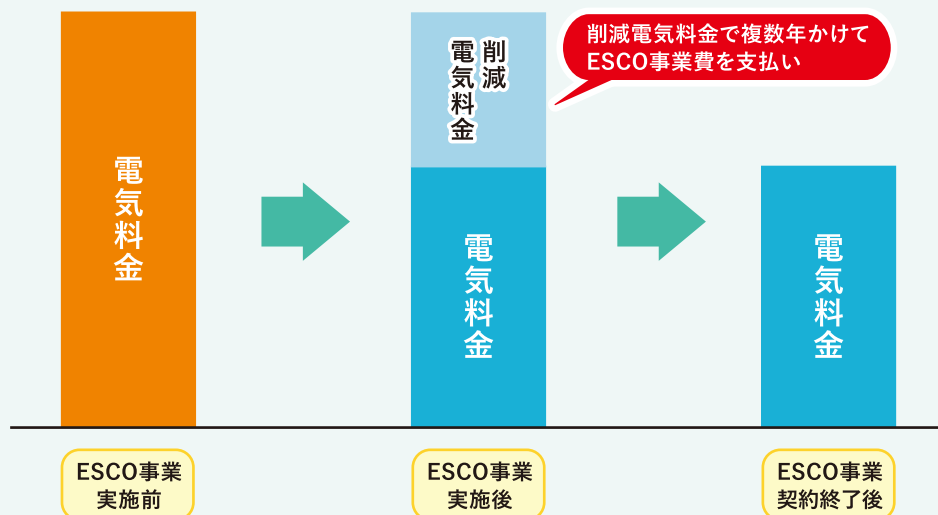 電気料金
削減
電気料金
削減電気料金で複数年かけて
ESCO事業費を支払い
電気料金
電気料金
ESCO事業
実施前
ESCO事業
実施後
ESCO事業
契約終了後